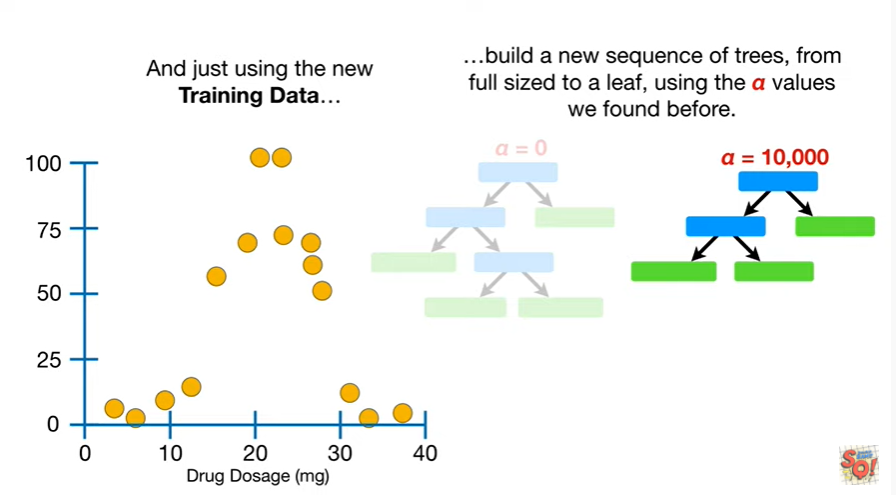 And just using the new
Training Data…
…build a new sequence of trees, from
full sized to a leaf, using the α values
we found before.
α = 0
α = 10,000
100
75
50
25
0
0 10 20 30 40
Drug Dosage (mg)
SQ!